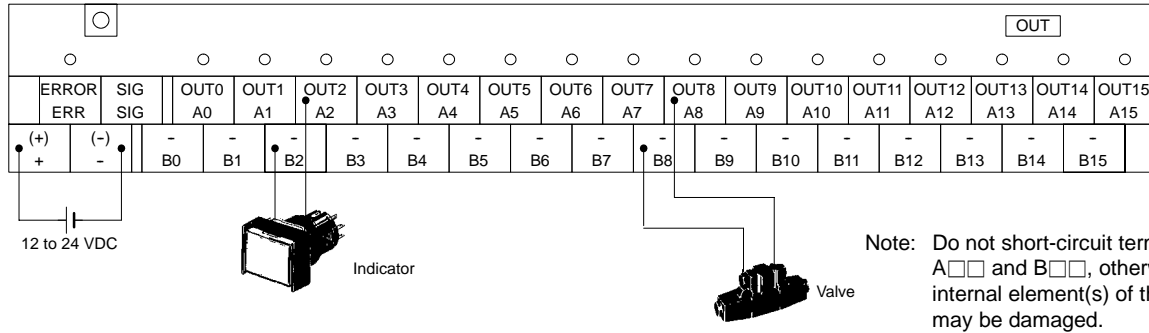 OUT
ERROR SIG OUT0 OUT1 OUT2 OUT3 OUT4 OUT5 OUT6 OUT7 OUT8 OUT9 OUT10 OUT11 OUT12 OUT13 OUT14 OUT15
ERR SIG A0 A1 A2 A3 A4 A5 A6 A7 A8 A9 A10 A11 A12 A13 A14 A15
(+) (-) - - - - - - - - - - - - - - - -
+ - B0 B1 B2 B3 B4 B5 B6 B7 B8 B9 B10 B11 B12 B13 B14 B15
12 to 24 VDC
Indicator
Valve
Note: Do not short-circuit
A□□ and B□□,
internal element(s) of
may be damaged.